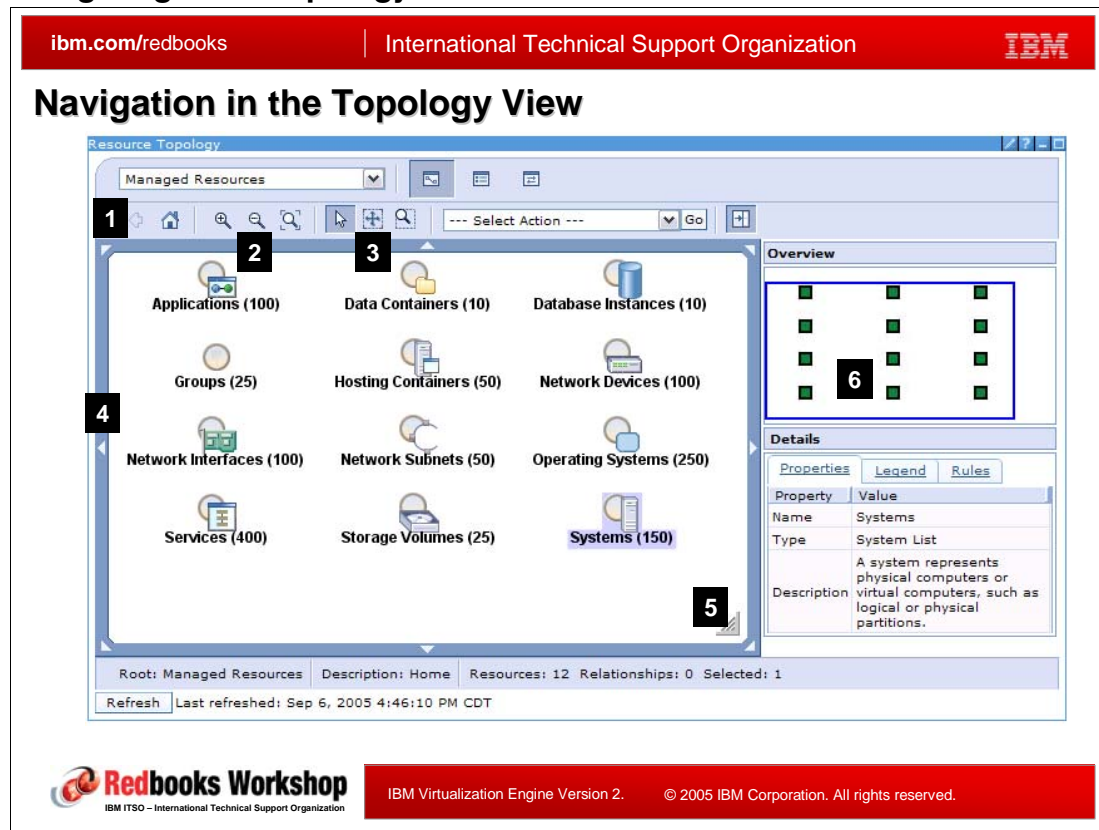 ibm.com/redbooks
International Technical Support Organization
IBM
Navigation in the Topology View
Resource Topology
Managed Resources
1
2
3
--- Select Action ---
Go
Applications (100)
Data Containers (10)
Database Instances (10)
Groups (25)
Hosting Containers (50)
Network Devices (100)
4
Network Interfaces (100)
Network Subnets (50)
Operating Systems (250)
Services (400)
Storage Volumes (25)
Systems (150)
5
Overview
6
Details
Properties
Legend
Rules
Property
Value
Name
Systems
Type
System List
Description
A system represents
physical computers or
virtual computers, such as
logical or physical
partitions.
Root: Managed Resources
Description: Home
Resources: 12 Relationships: 0 Selected: 1
Refresh
Last refreshed: Sep 6, 2005 4:46:10 PM CDT
Redbooks Workshop
IBM ITSO – International Technical Support Organization
IBM Virtualization Engine Version 2.
© 2005 IBM Corporation. All rights reserved.